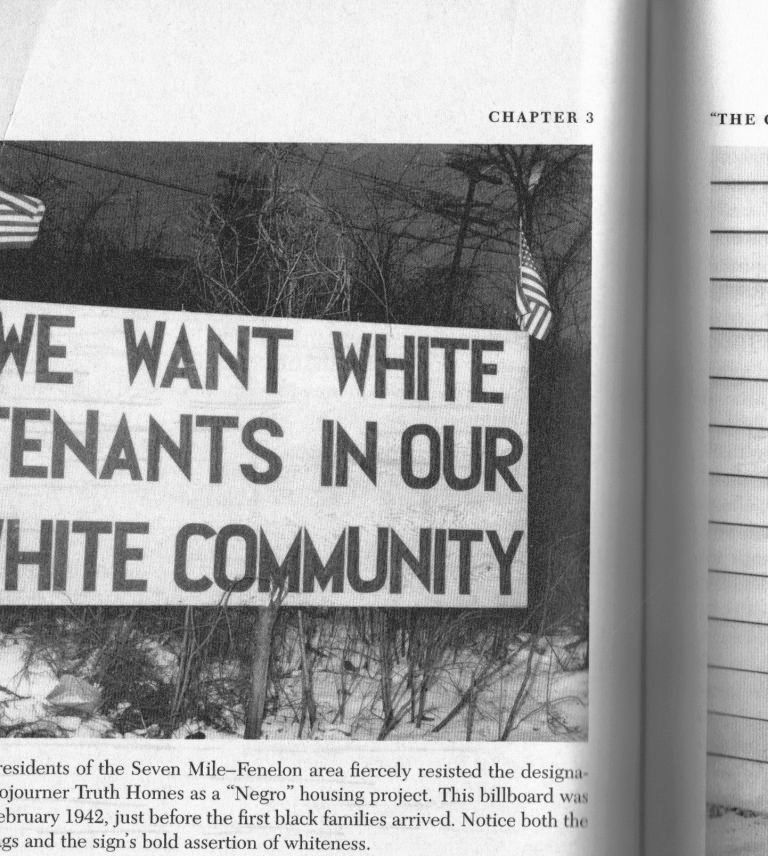 CHAPTER 3
"THE
WE WANT WHITE
TENANTS IN OUR
WHITE COMMUNITY
residents of the Seven Mile–Fenelon area fiercely resisted the designa-
ojourner Truth Homes as a “Negro” housing project. This billboard was
ebruary 1942, just before the first black families arrived. Notice both the
gs and the sign’s bold assertion of whiteness.